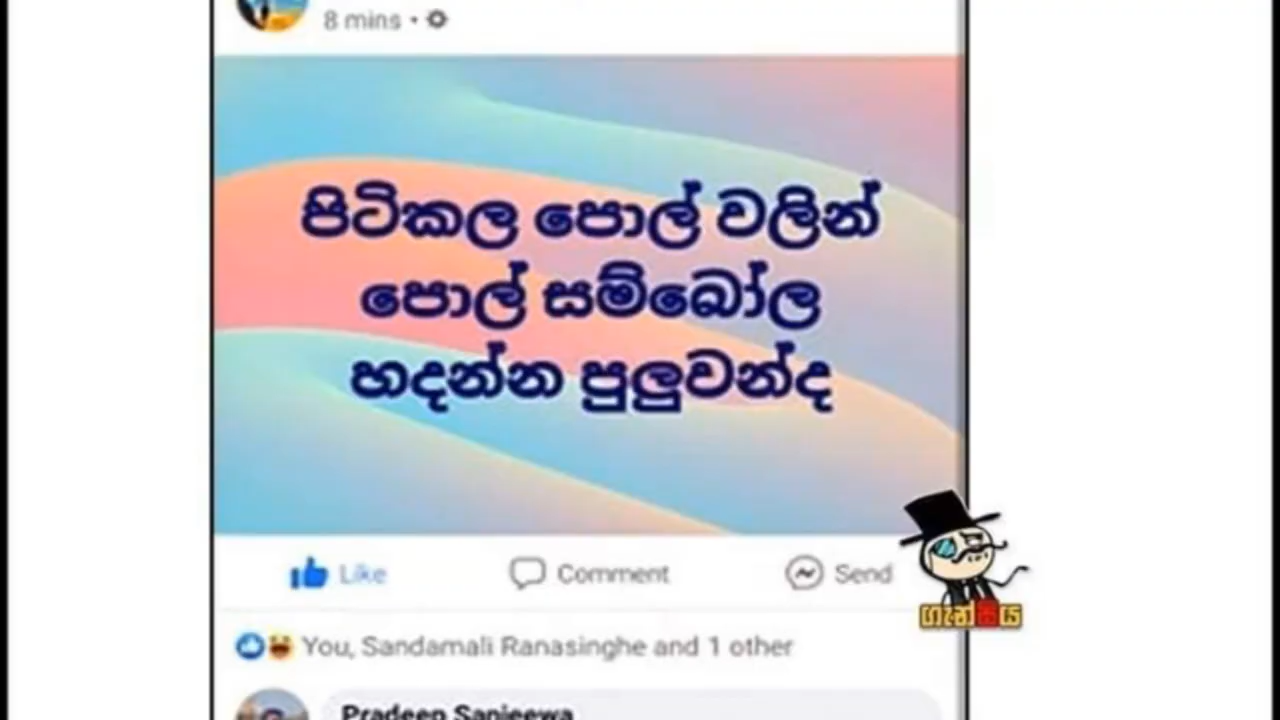 8 mins
පිටිකල පොල් වලින්
පොල් සම්බෝල
හදන්න පුලුවන්ද
Like Comment Send
ගැන්සිය
You, Sandamali Ranasinghe and 1 other
Pradeep Sanjeewa